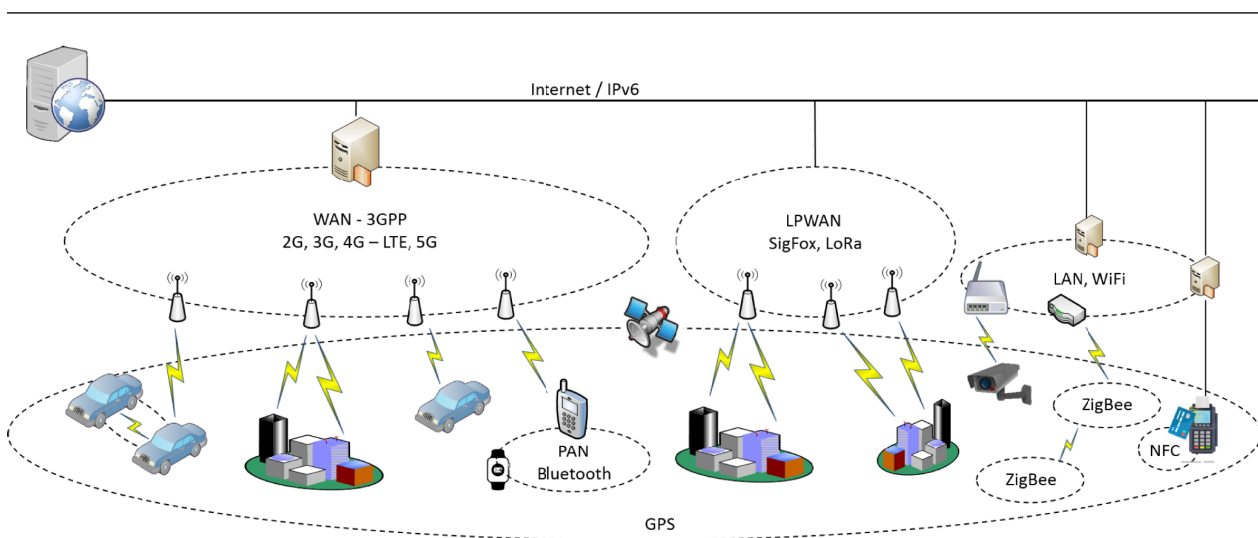 Internet / IPv6
WAN - 3GPP
2G, 3G, 4G – LTE, 5G
LPWAN
SigFox, LoRa
LAN, WiFi
ZigBee
PAN
Bluetooth
NFC
ZigBee
GPS